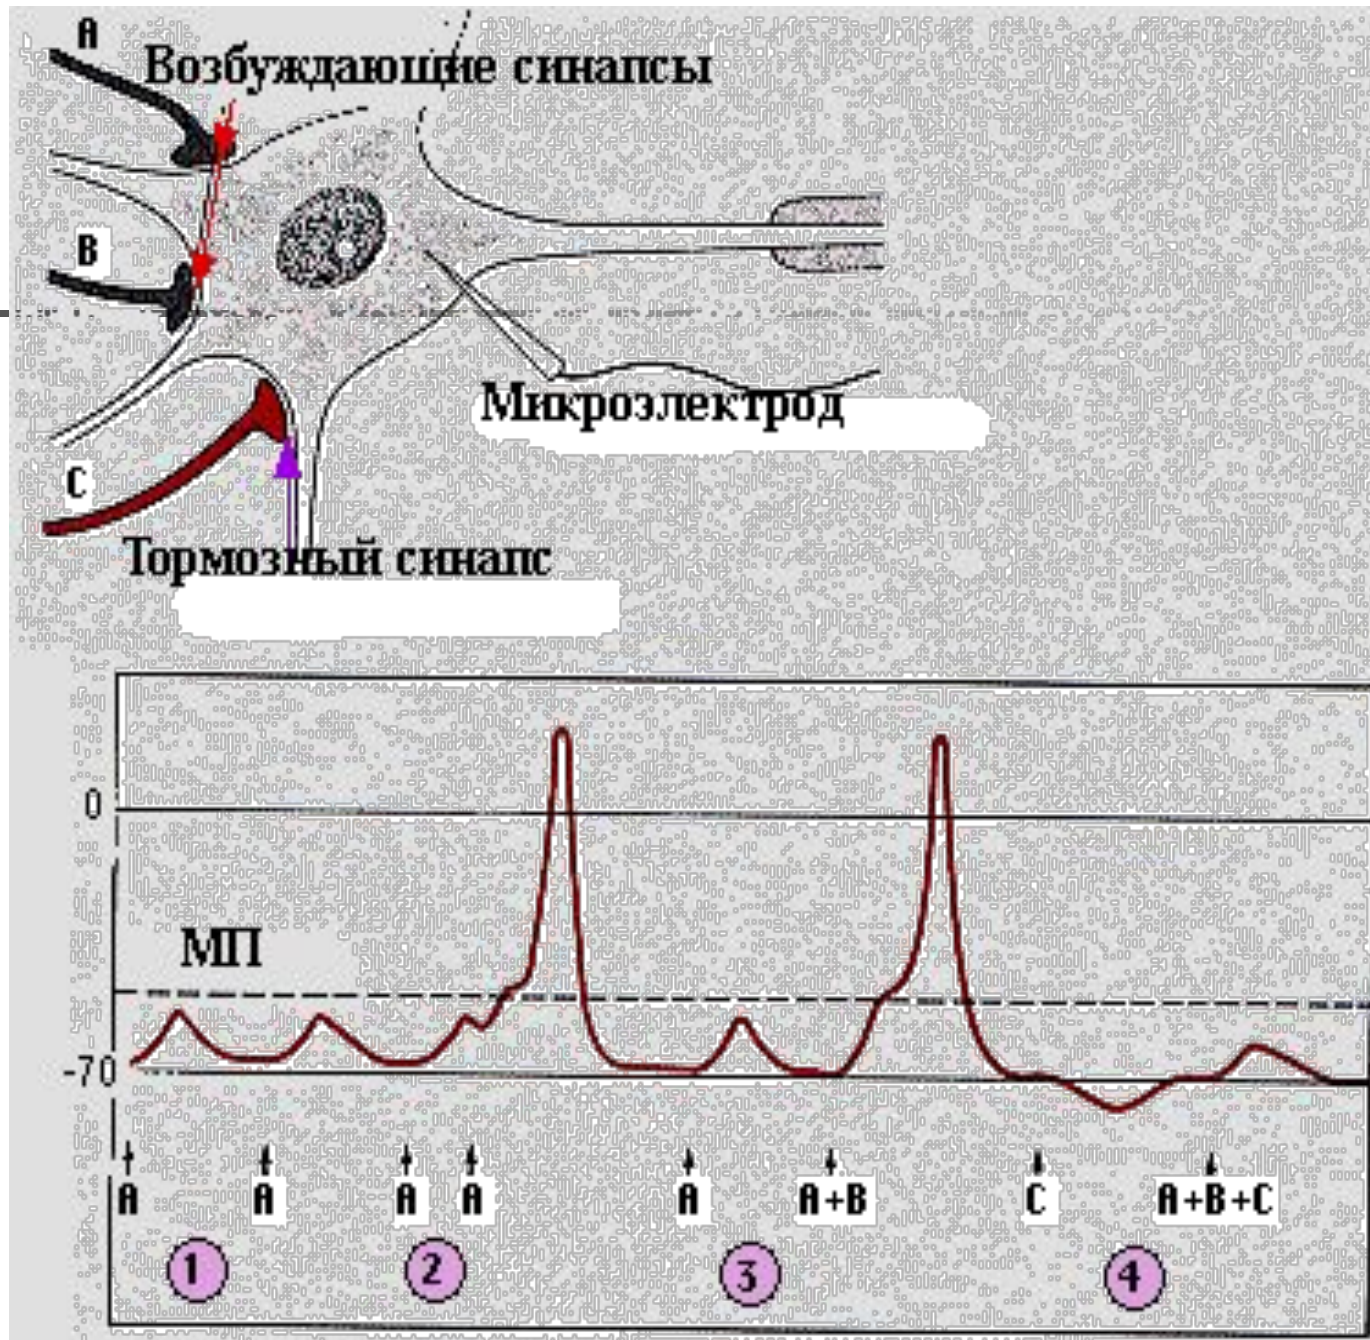 A
Возбуждающие синапсы
B
Микроэлектрод
C
Тормозный синапс
0
МП
-70
A A A A A A+B C A+B+C
1 2 3 4